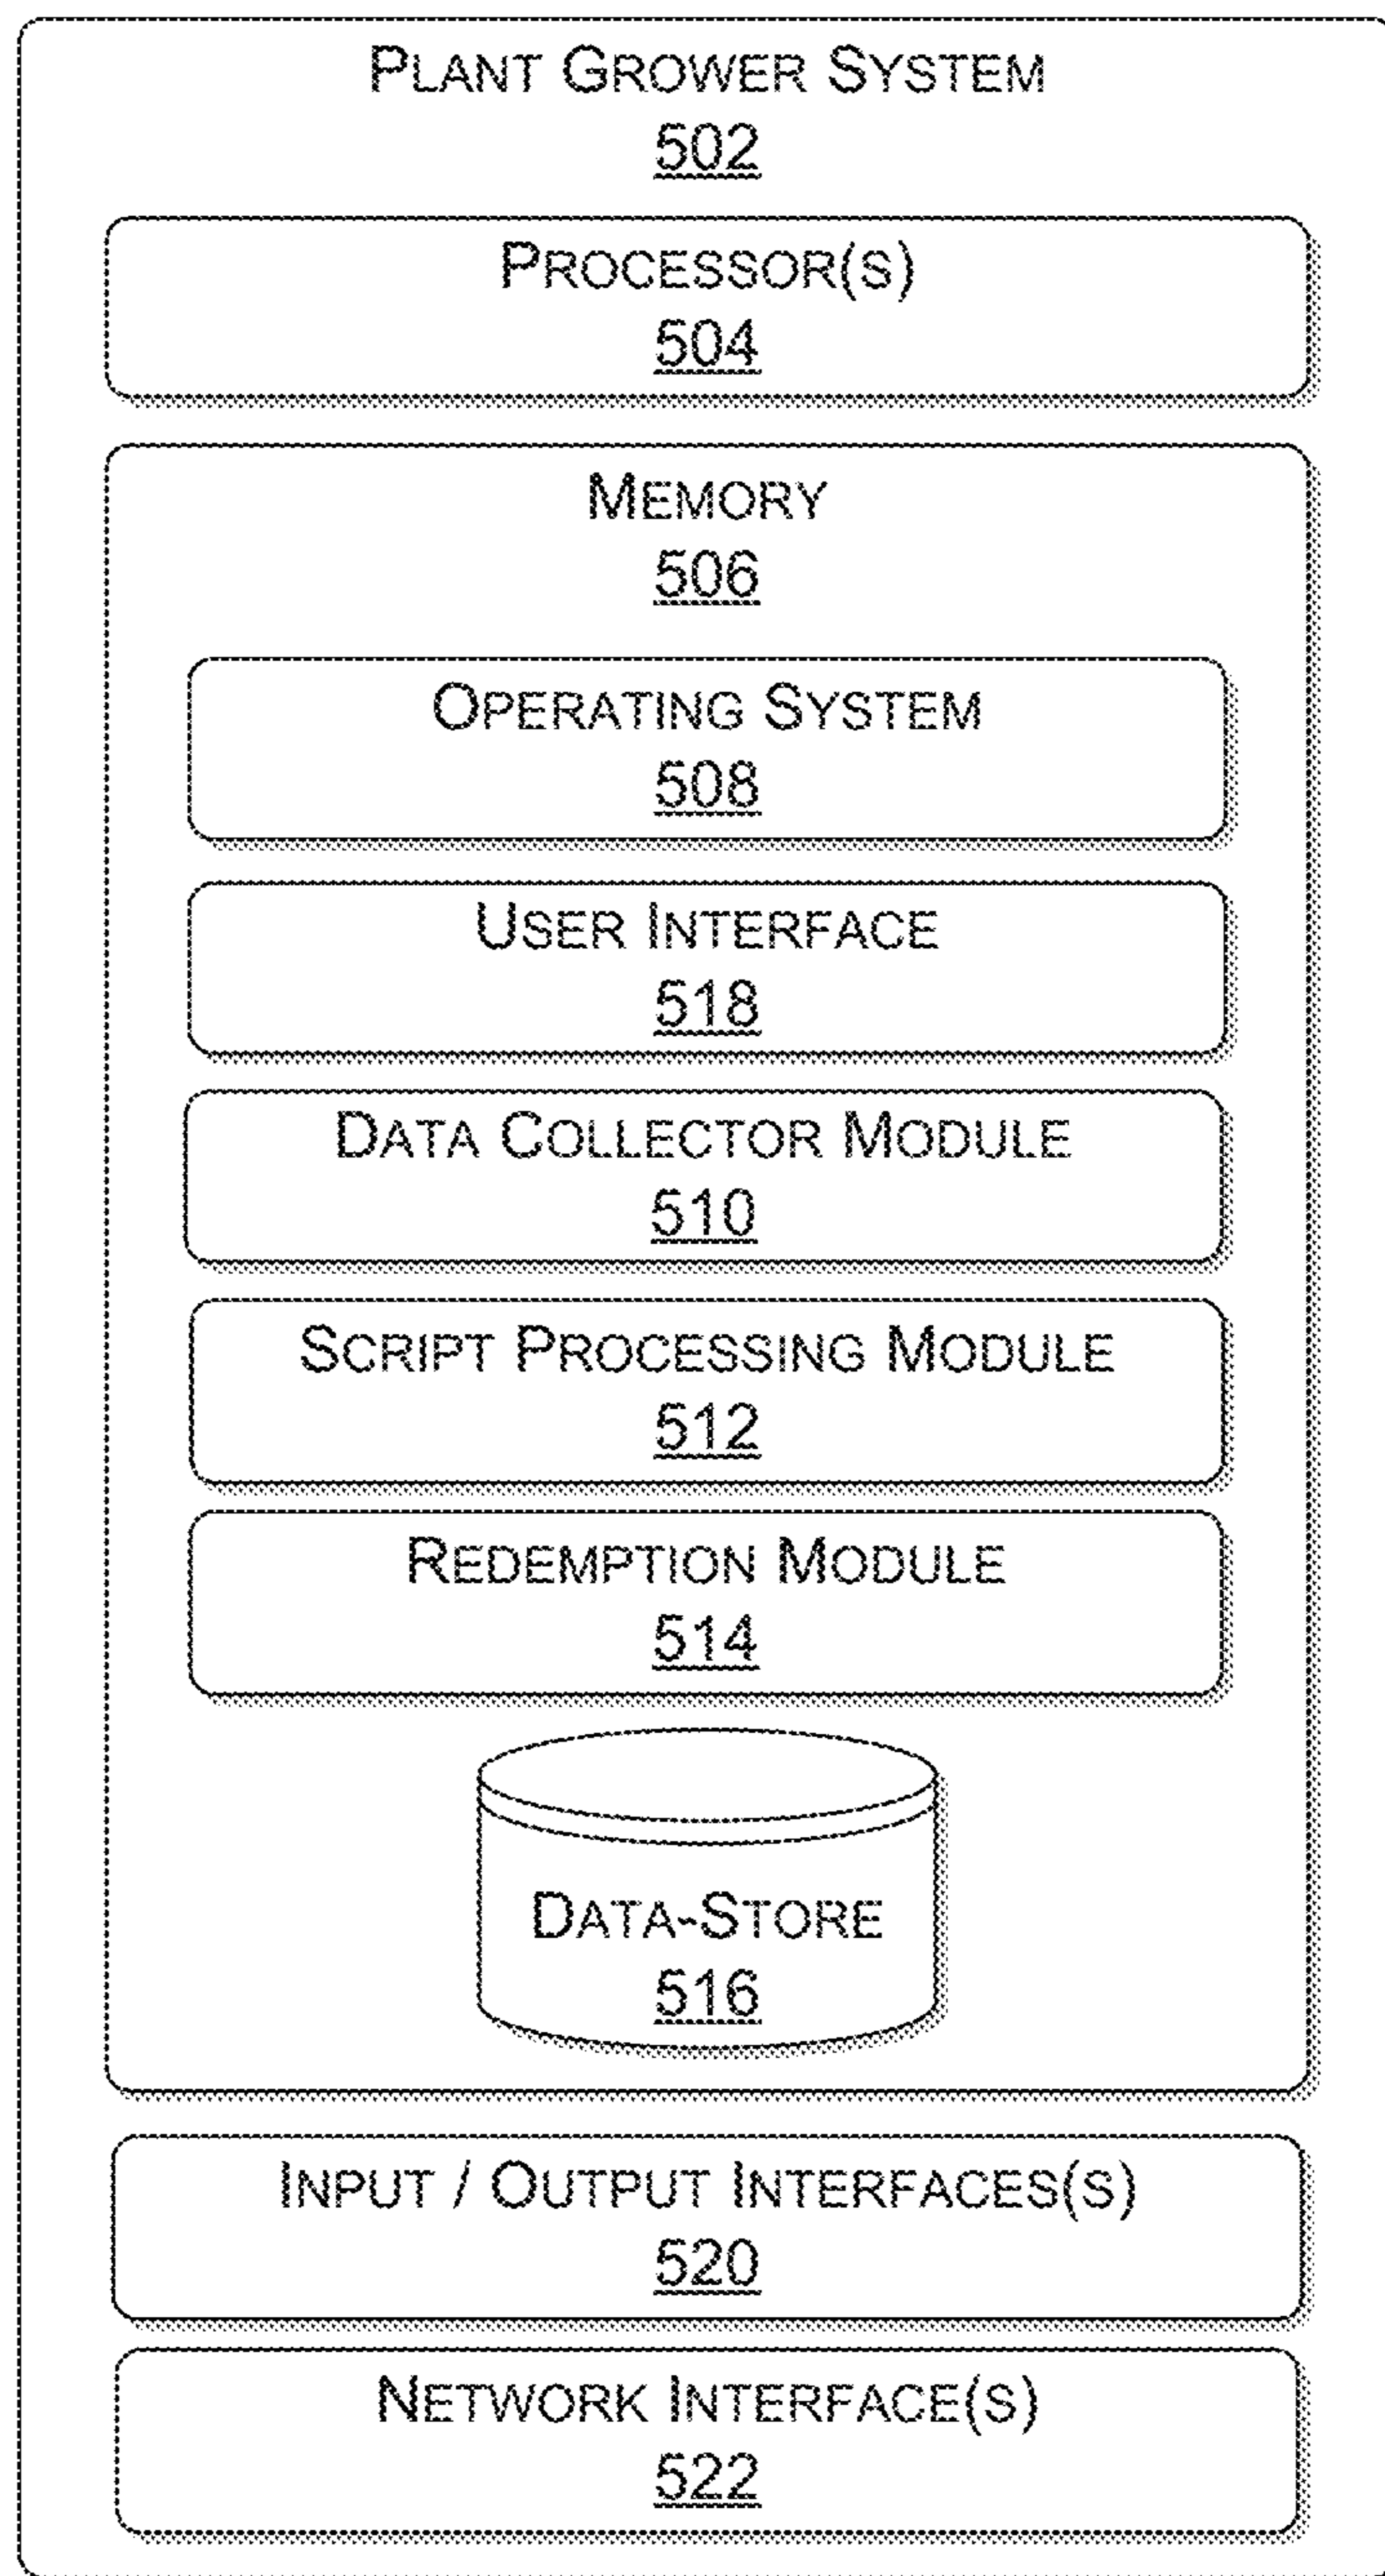 PLANT GROWER SYSTEM
502
PROCESSOR(S)
504
MEMORY
506
OPERATING SYSTEM
508
USER INTERFACE
518
DATA COLLECTOR MODULE
510
SCRIPT PROCESSING MODULE
512
REDEMPTION MODULE
514
DATA-STORE
516
INPUT / OUTPUT INTERFACES(S)
520
NETWORK INTERFACE(S)
522